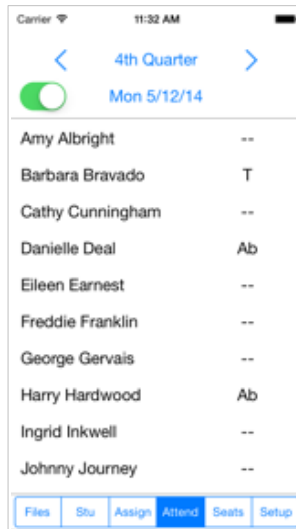 Carrier 11:32 AM
4th Quarter
Mon 5/12/14
Amy Albright --
Barbara Bravado T
Cathy Cunningham --
Danielle Deal Ab
Eileen Earnest --
Freddie Franklin --
George Gervais --
Harry Hardwood Ab
Ingrid Inkwell --
Johnny Journey --
Files Stu Assign Attend Seats Setup